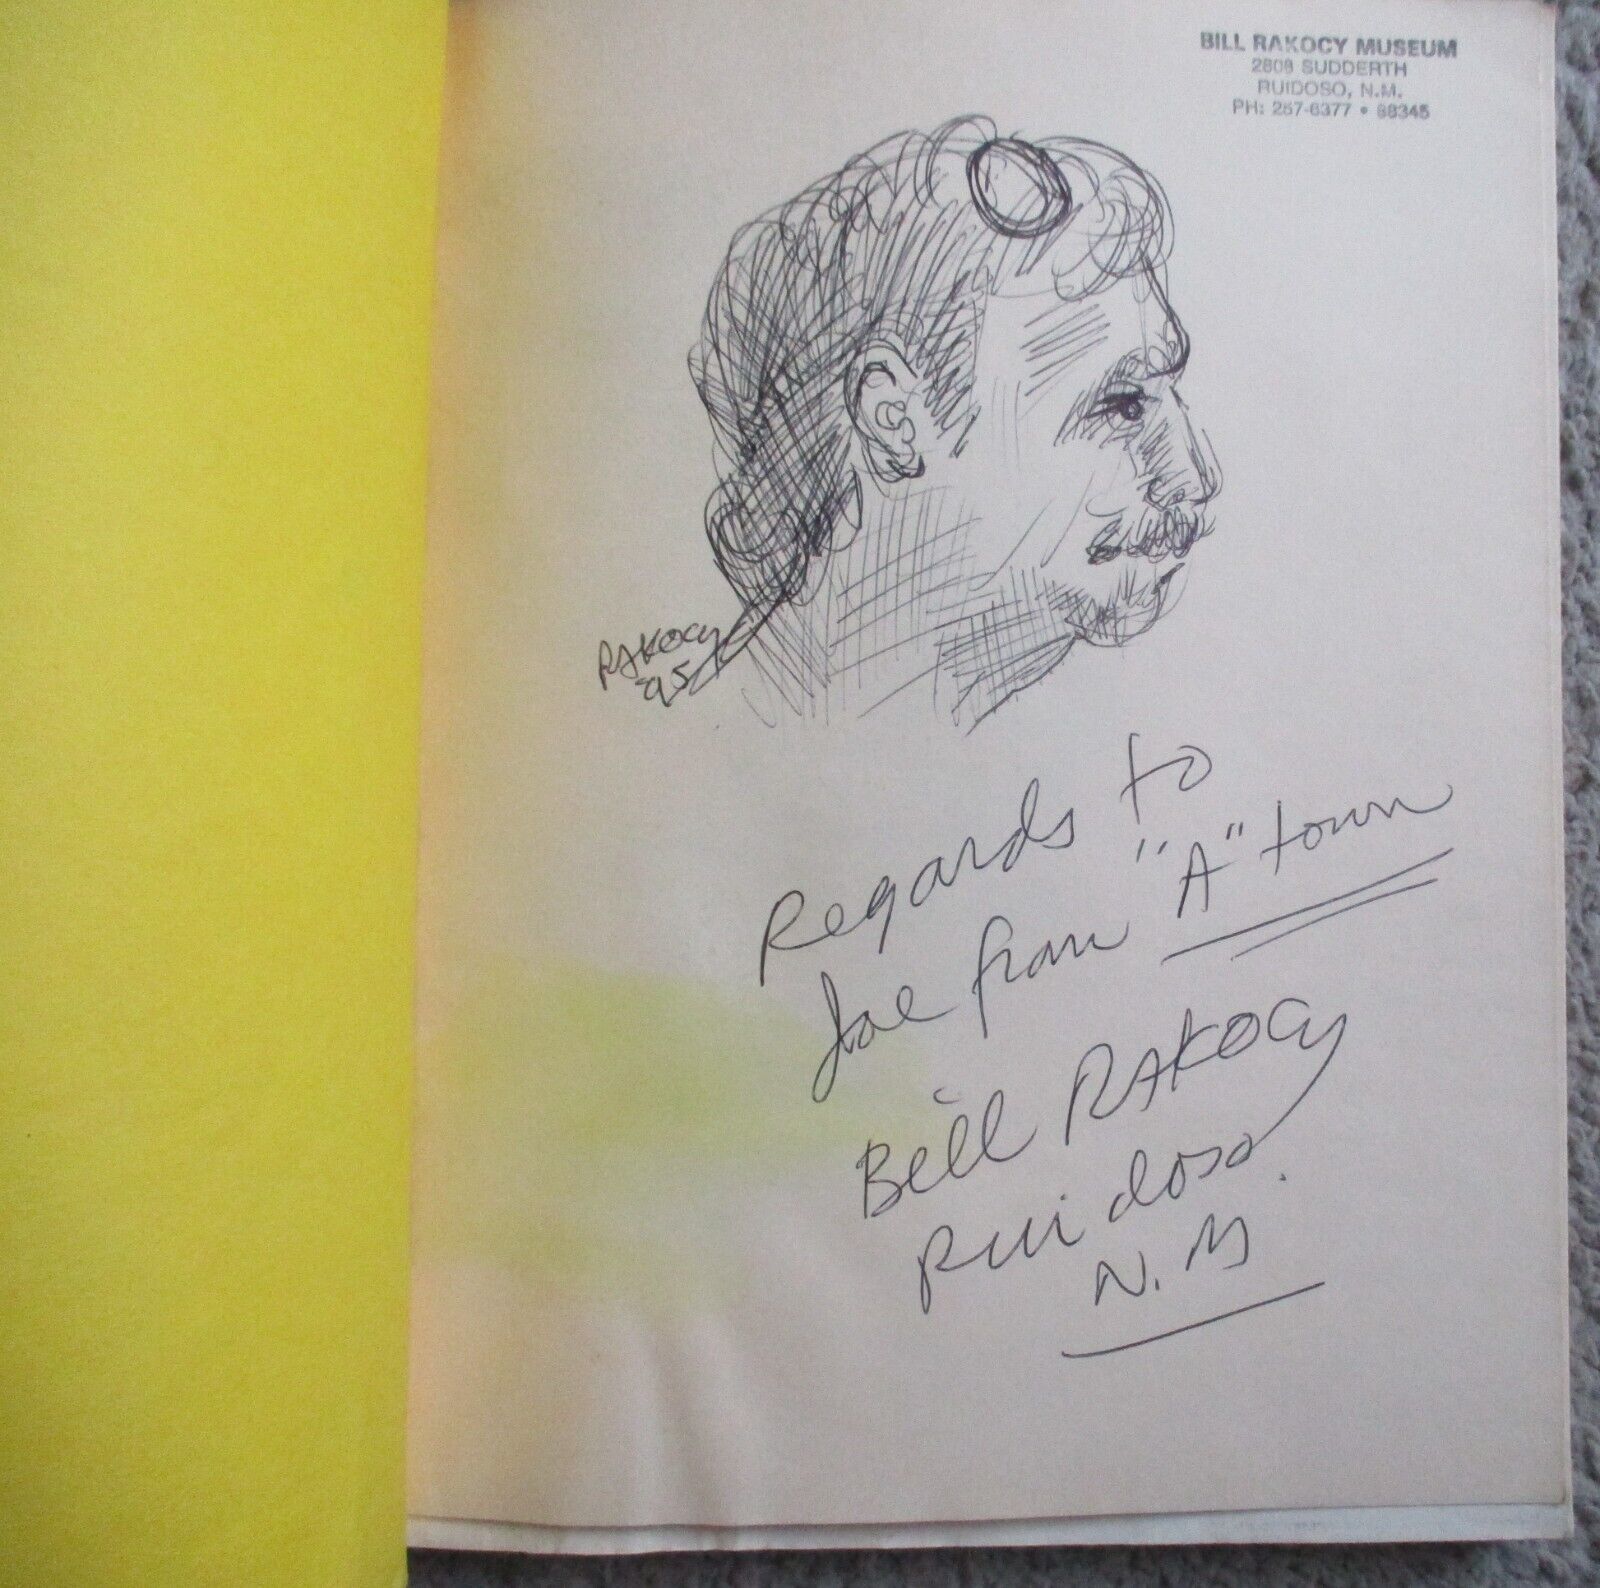 BILL RAKOCY MUSEUM
2808 SUDDERTH
RUIDOSO, N.M.
PH: 257-6377 • 88345
RAKOCY
'95
Regards to
Joe from "A" town
Bill RAKOCY
Ruidoso
N.M.